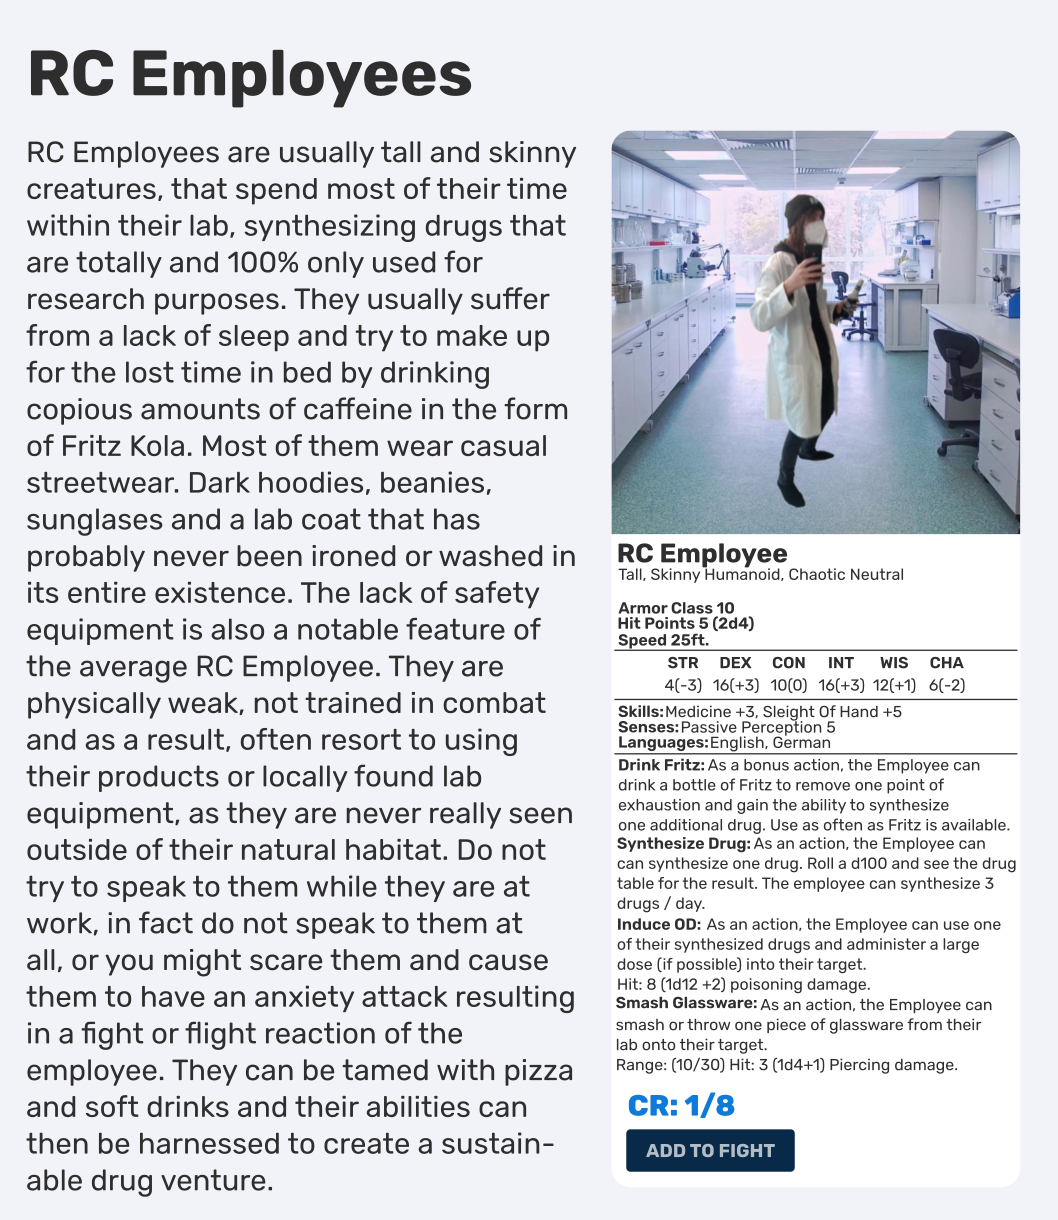 RC Employees
RC Employees are usually tall and skinny
creatures, that spend most of their time
within their lab, synthesizing drugs that
are totally and 100% only used for
research purposes. They usually suffer
from a lack of sleep and try to make up
for the lost time in bed by drinking
copious amounts of caffeine in the form
of Fritz Kola. Most of them wear casual
streetwear. Dark hoodies, beanies,
sunglasses and a lab coat that has
probably never been ironed or washed in
its entire existence. The lack of safety
equipment is also a notable feature of
the average RC Employee. They are
physically weak, not trained in combat
and as a result, often resort to using
their products or locally found lab
equipment, as they are never really seen
outside of their natural habitat. Do not
try to speak to them while they are at
work, in fact do not speak to them at
all, or you might scare them and cause
them to have an anxiety attack resulting
in a fight or flight reaction of the
employee. They can be tamed with pizza
and soft drinks and their abilities can
then be harnessed to create a sustain-
able drug venture.
RC Employee
Tall, Skinny Humanoid, Chaotic Neutral
Armor Class 10
Hit Points 5 (2d4)
Speed 25ft.
STR DEX CON INT WIS CHA
4(-3) 16(+3) 10(0) 16(+3) 12(+1) 6(-2)
Skills: Medicine +3, Sleight Of Hand +5
Senses: Passive Perception 5
Languages: English, German
Drink Fritz: As a bonus action, the Employee can
drink a bottle of Fritz to remove one point of
exhaustion and gain the ability to synthesize
one additional drug. Use as often as Fritz is available.
Synthesize Drug: As an action, the Employee can
can synthesize one drug. Roll a d100 and see the drug
table for the result. The employee can synthesize 3
drugs / day.
Induce OD: As an action, the Employee can use one
of their synthesized drugs and administer a large
dose (if possible) into their target.
Hit: 8 (1d12 +2) poisoning damage.
Smash Glassware: As an action, the Employee can
smash or throw one piece of glassware from their
lab onto their target.
Range: (10/30) Hit: 3 (1d4+1) Piercing damage.
CR: 1/8
ADD TO FIGHT